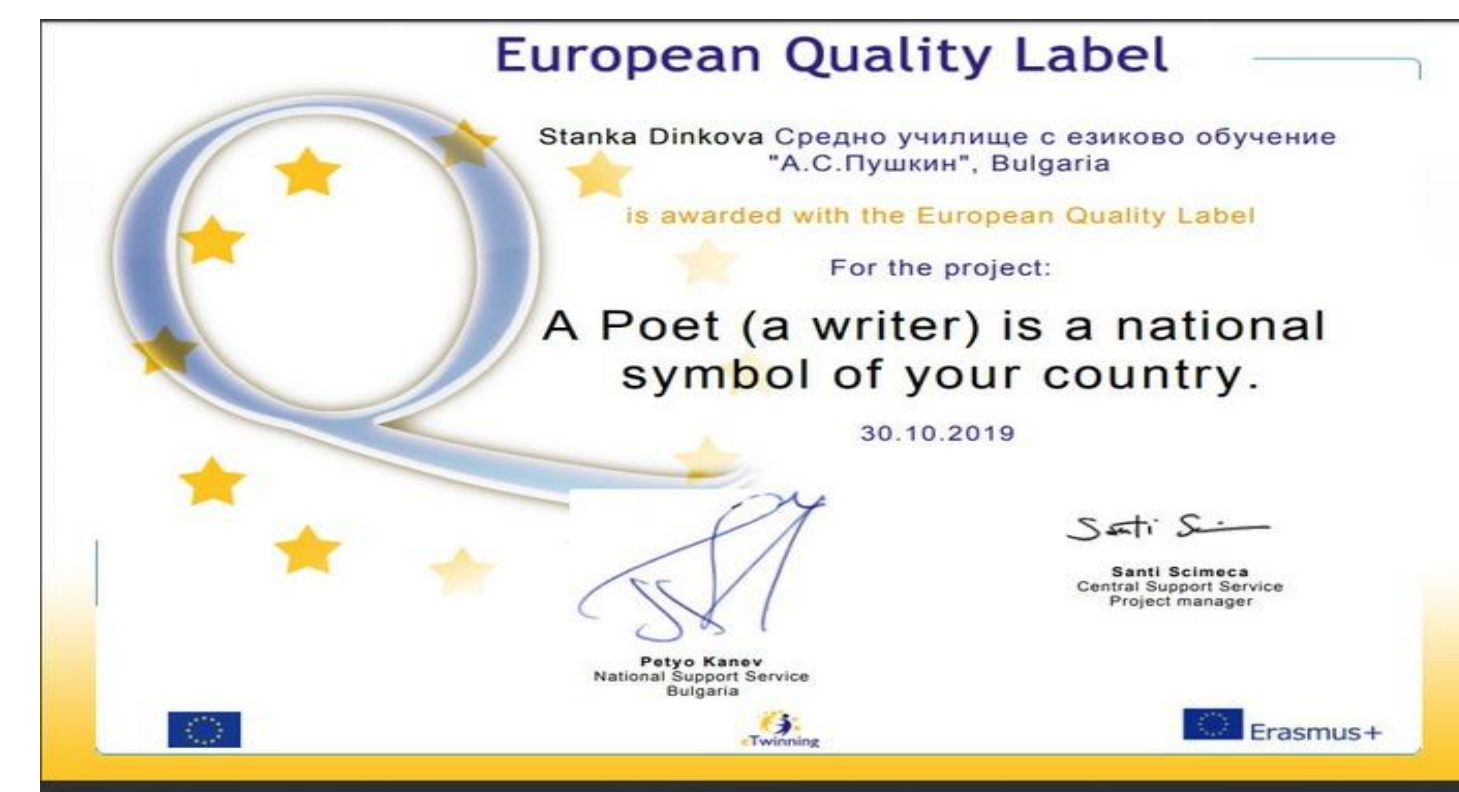 European Quality Label
Stanka Dinkova Средно училище с езиково обучение
"А.С.Пушкин", Bulgaria
is awarded with the European Quality Label
For the project:
A Poet (a writer) is a national
symbol of your country.
30.10.2019
Santi Sci
Santi Scimeca
Central Support Service
Project manager
Petyo Kanev
National Support Service
Bulgaria
eTwinning
Erasmus+